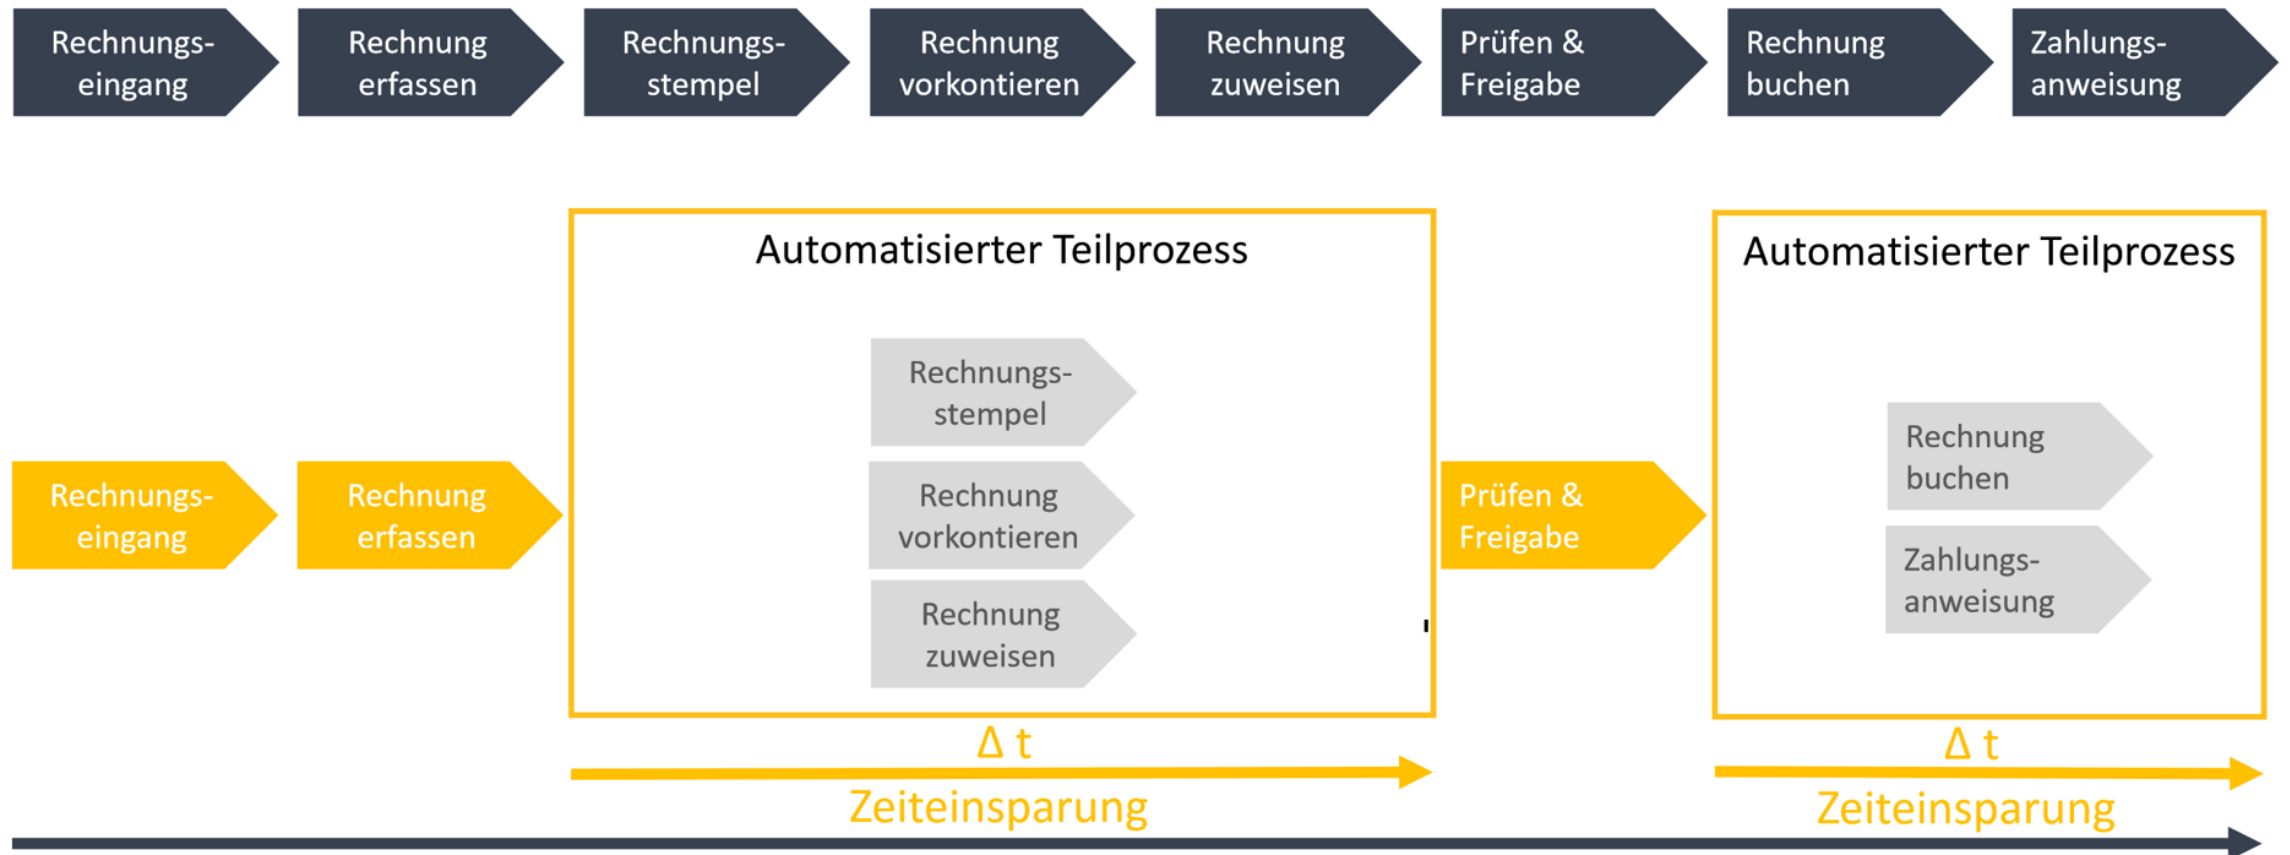 Rechnungs-
eingang
Rechnung
erfassen
Rechnungs-
stempel
Rechnung
vorkontieren
Rechnung
zuweisen
Prüfen &
Freigabe
Rechnung
buchen
Zahlungs-
anweisung
Automatisierter Teilprozess
Automatisierter Teilprozess
Rechnungs-
eingang
Rechnung
erfassen
Rechnungs-
stempel
Rechnung
vorkontieren
Rechnung
zuweisen
Prüfen &
Freigabe
Rechnung
buchen
Zahlungs-
anweisung
Δ t
Zeiteinsparung
Δ t
Zeiteinsparung